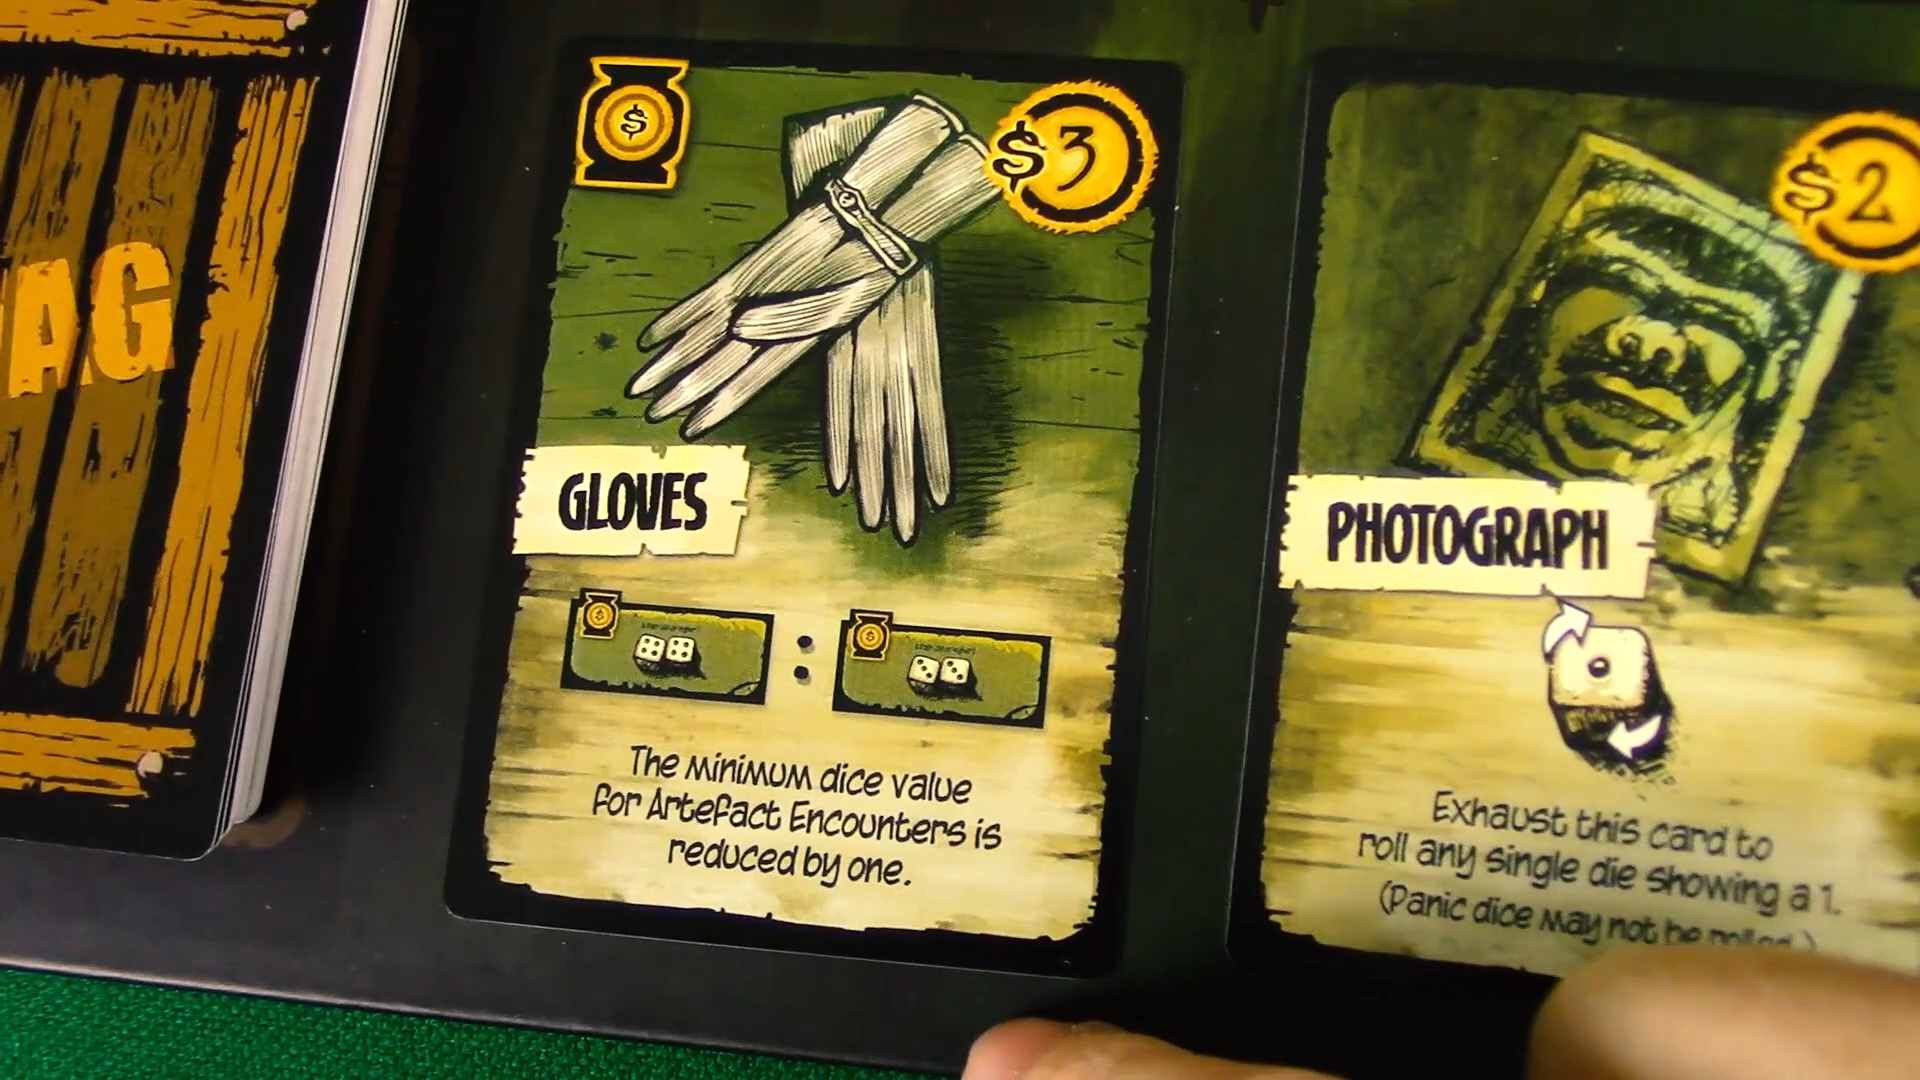 AG
$
$3
GLOVES
$
$
The minimum dice value
for Artefact Encounters is
reduced by one.
$2
PHOTOGRAPH
Exhaust this card to
roll any single die showing a 1.
(Panic dice may not be rolled.)